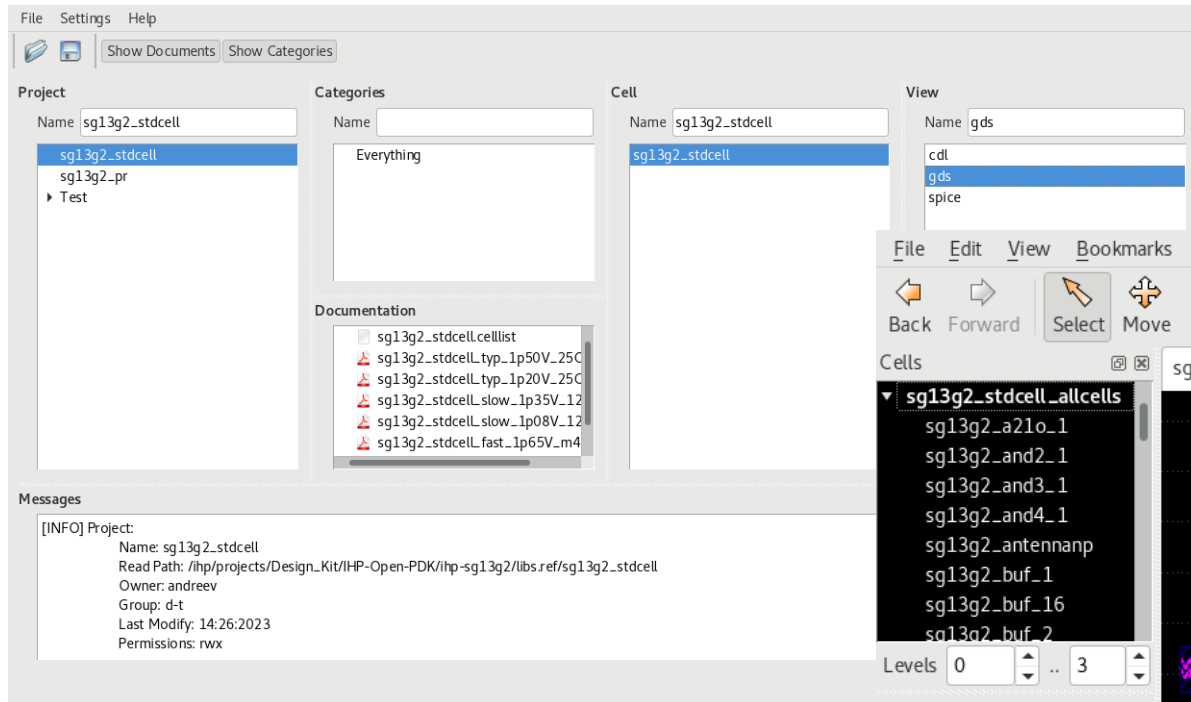 File Settings Help
Show Documents Show Categories
Project
Name sg13g2_stdcell
sg13g2_stdcell
sg13g2_pr
Test
Categories
Name
Everything
Documentation
sg13g2_stdcell.celllist
sg13g2_stdcell_typ_1p50V_25C
sg13g2_stdcell_typ_1p20V_25C
sg13g2_stdcell_slow_1p35V_12
sg13g2_stdcell_slow_1p08V_12
sg13g2_stdcell_fast_1p65V_m4
Cell
Name sg13g2_stdcell
sg13g2_stdcell
View
Name gds
cdl
gds
spice
Messages
[INFO] Project:
Name: sg13g2_stdcell
Read Path: /ihp/projects/Design_Kit/IHP-Open-PDK/ihp-sg13g2/libs.ref/sg13g2_stdcell
Owner: andreev
Group: d-t
Last Modify: 14:26:2023
Permissions: rwx
File Edit View Bookmarks
Back Forward Select Move
Cells
sg
sg13g2_stdcell_allcells
sg13g2_a21o_1
sg13g2_and2_1
sg13g2_and3_1
sg13g2_and4_1
sg13g2_antennanp
sg13g2_buf_1
sg13g2_buf_16
sg13g2_buf_2
Levels 0 .. 3